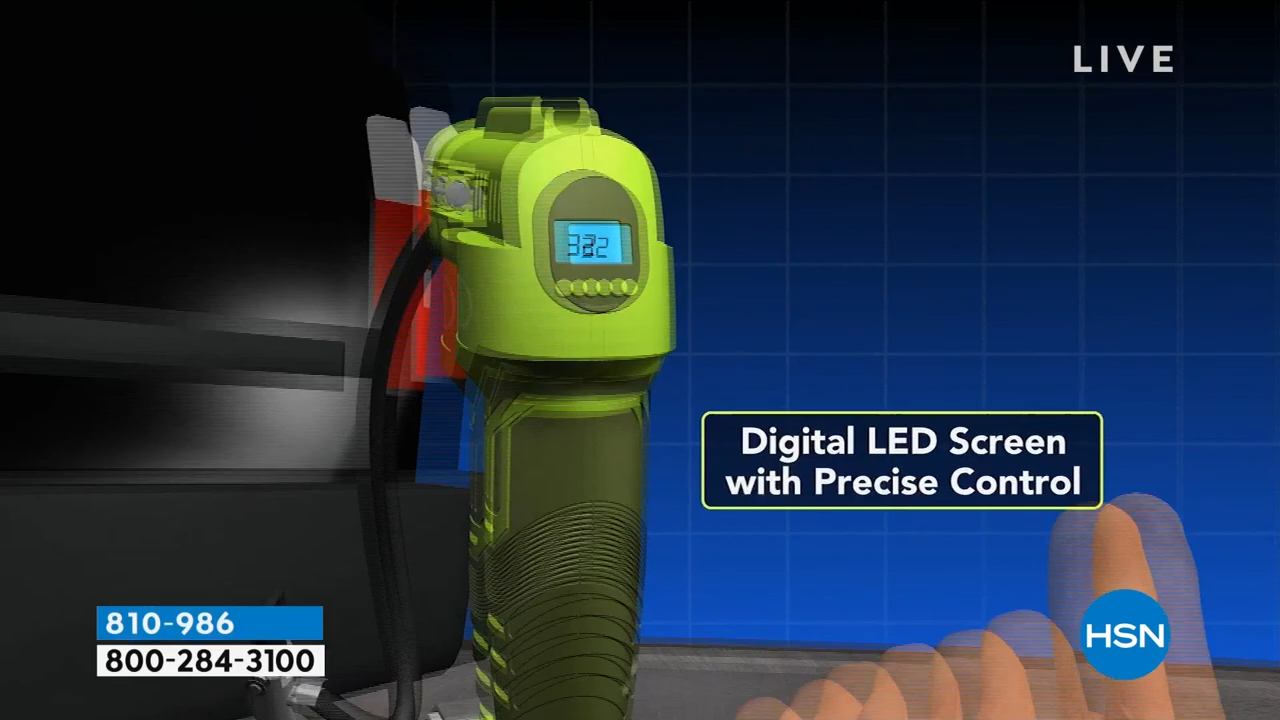 LIVE
Digital LED Screen
with Precise Control
810-986
800-284-3100
HSN